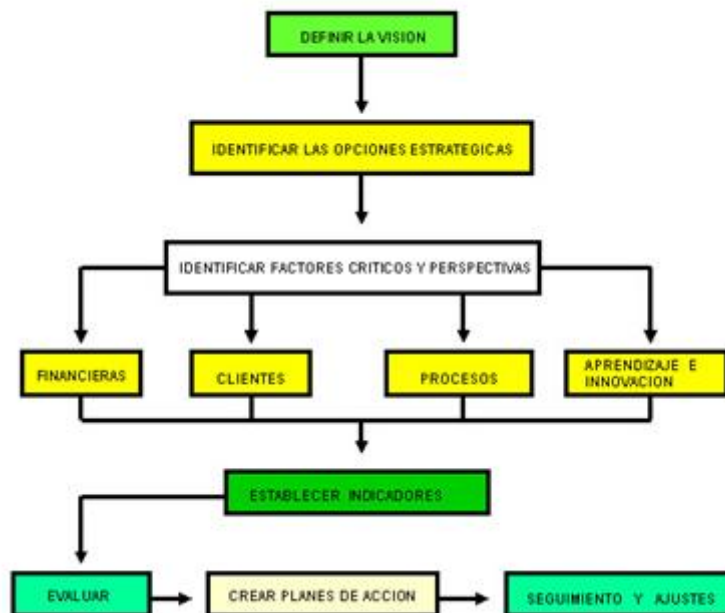 DEFINIR LA VISION
IDENTIFICAR LAS OPCIONES ESTRATEGICAS
IDENTIFICAR FACTORES CRITICOS Y PERSPECTIVAS
FINANCIERAS
CLIENTES
PROCESOS
APRENDIZAJE E
INNOVACION
ESTABLECER INDICADORES
EVALUAR
CREAR PLANES DE ACCION
SEGUIMIENTO Y AJUSTES